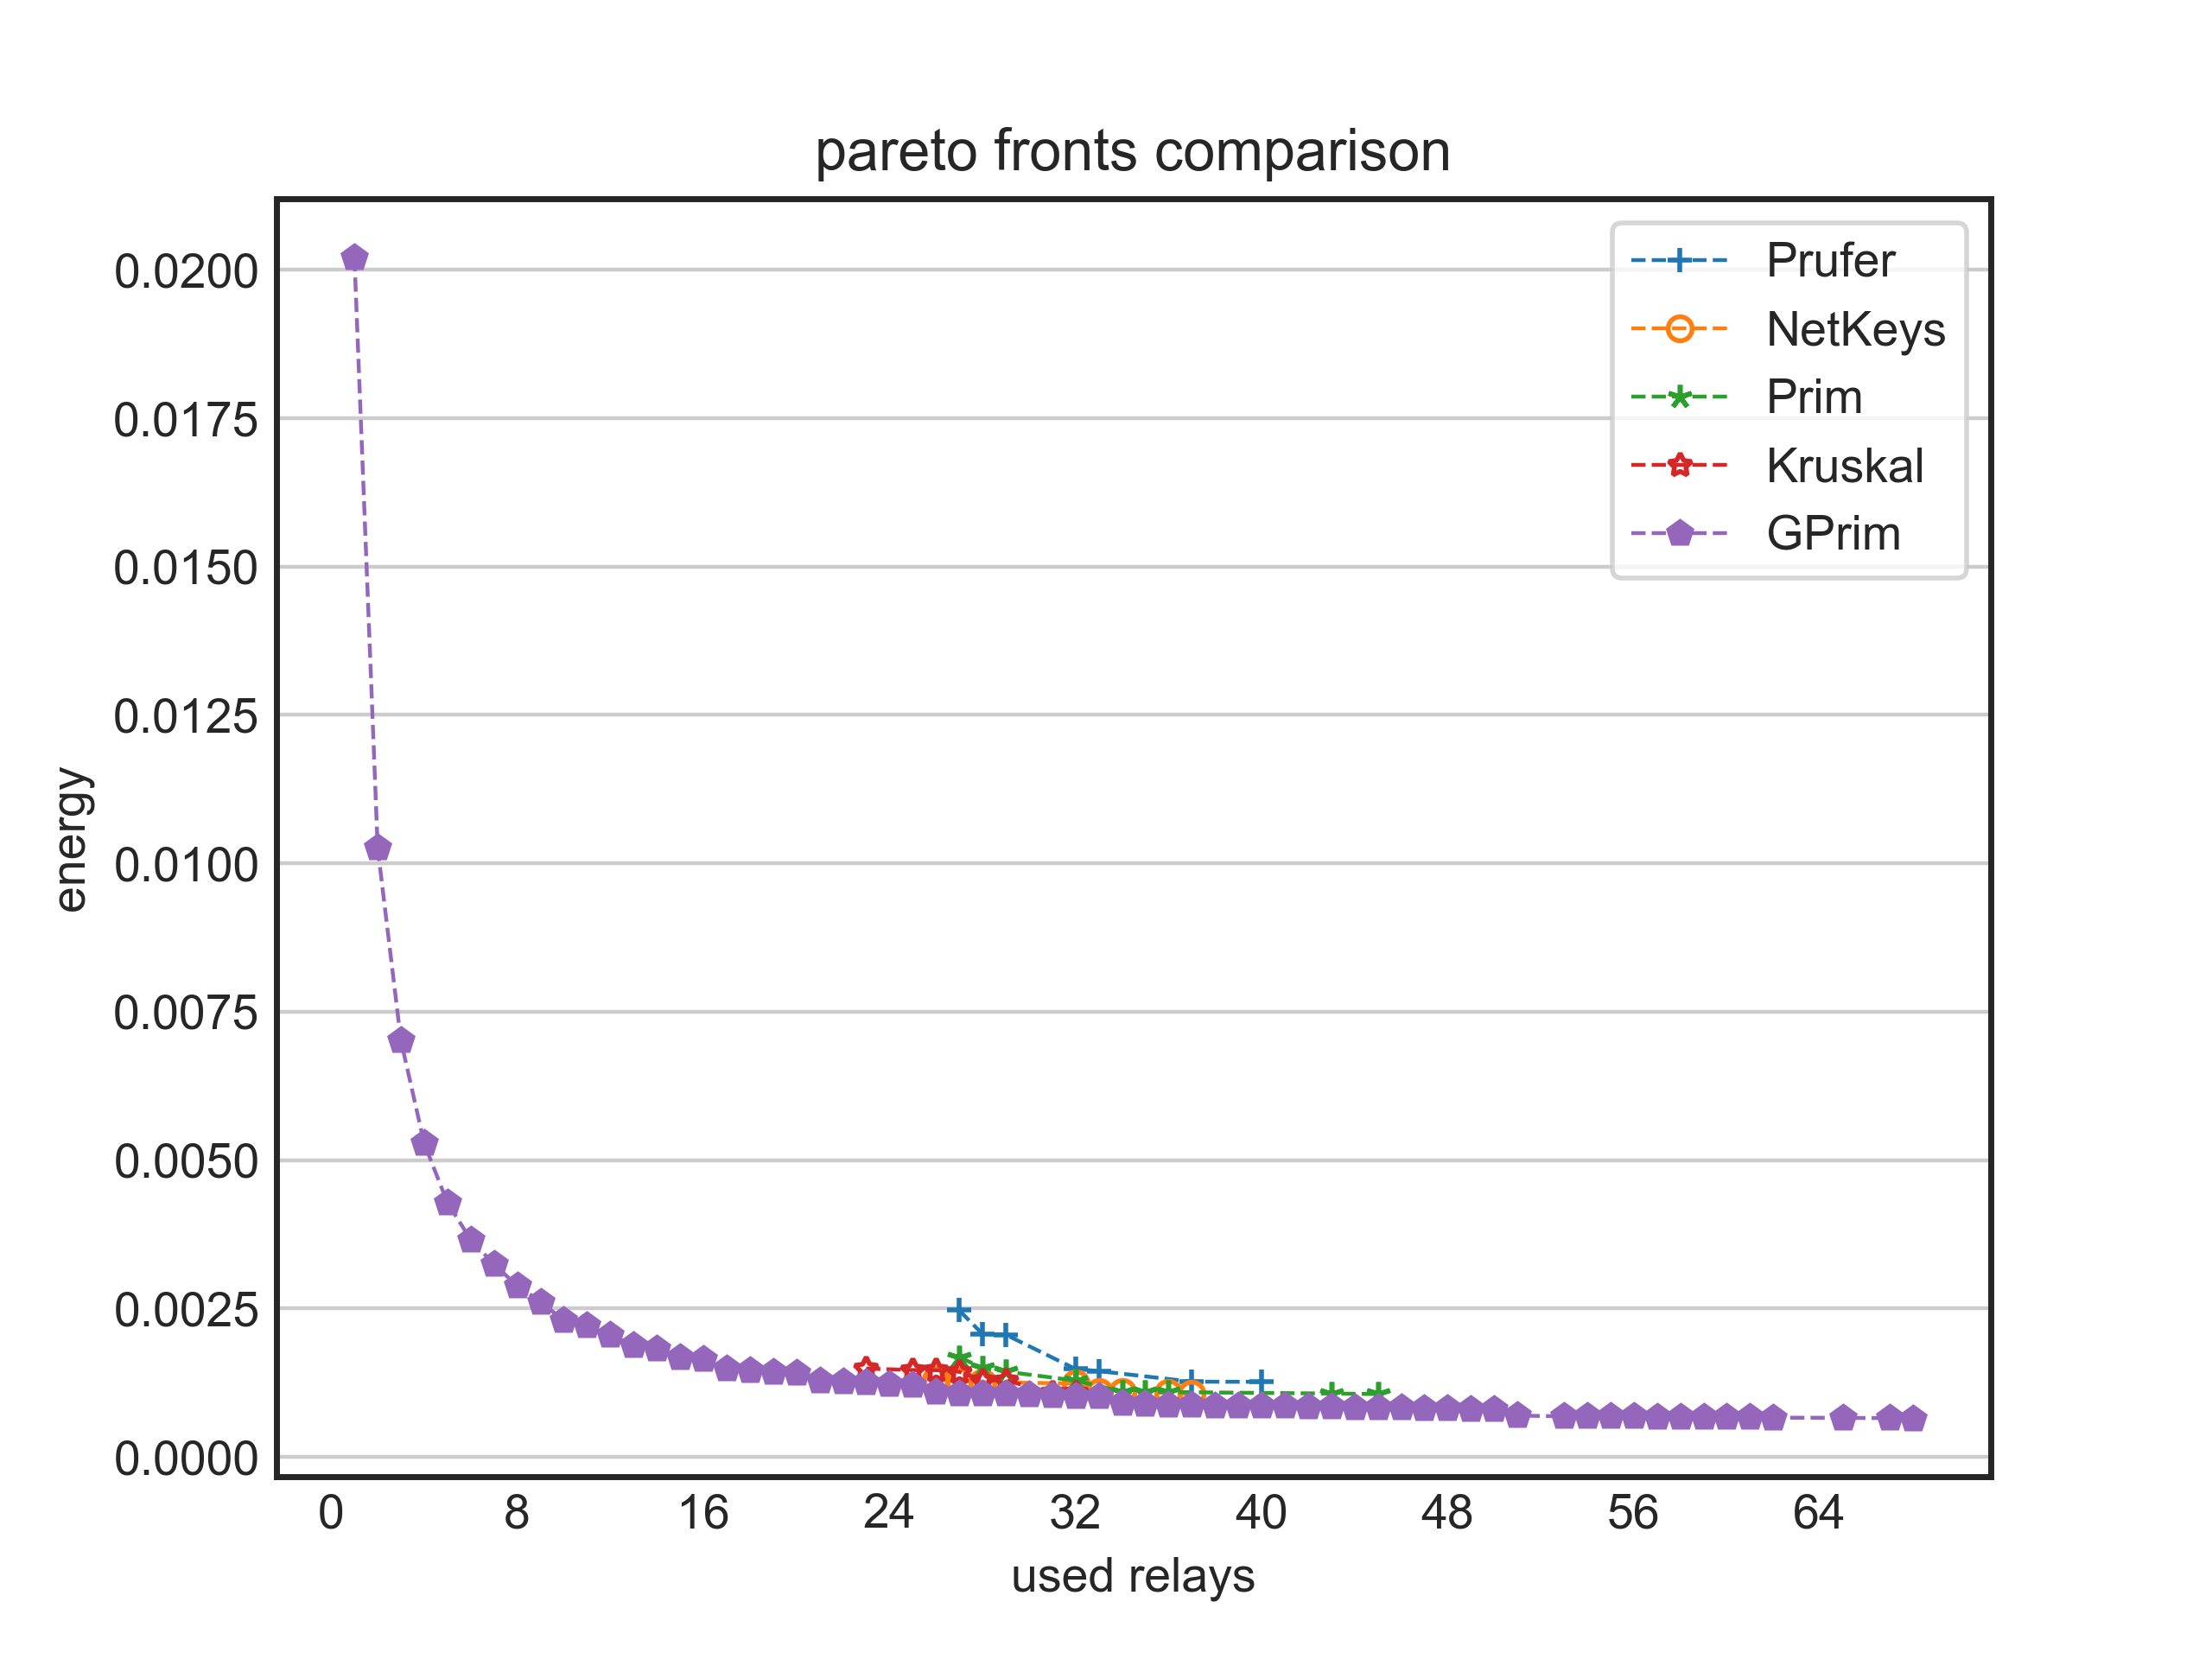 pareto fronts comparison
0.0200
0.0175
0.0150
0.0125
0.0100
0.0075
0.0050
0.0025
0.0000
energy
Prufer
NetKeys
Prim
Kruskal
GPrim
0 8 16 24 32 40 48 56 64
used relays